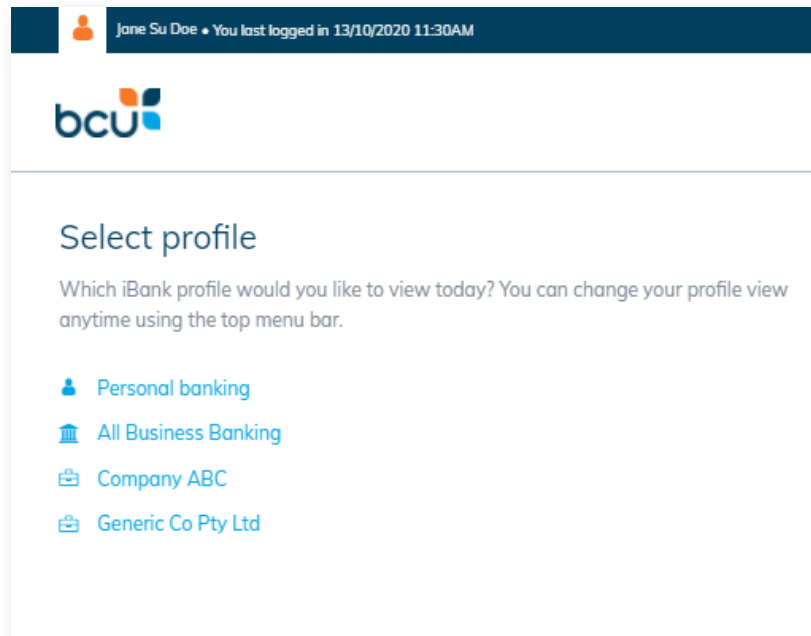 Jane Su Doe • You last logged in 13/10/2020 11:30AM
bcu
Select profile
Which iBank profile would you like to view today? You can change your profile view
anytime using the top menu bar.
Personal banking
All Business Banking
Company ABC
Generic Co Pty Ltd